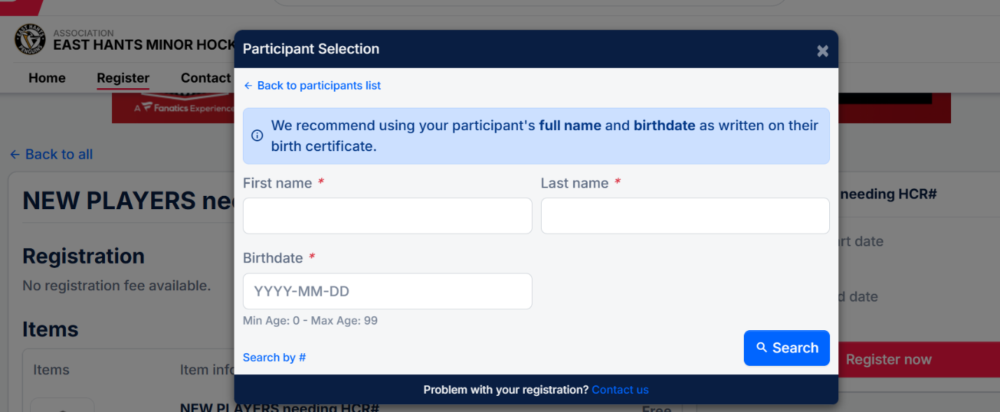 EAST HANTS
PENGUINS
ASSOCIATION
EAST HANTS MINOR HOCK
Home
Register
Contact
A Fanatics Experience
← Back to all
NEW PLAYERS nee
Registration
No registration fee available.
Items
Items
Item info
NEW PLAYERS needing HCR#
Free
Participant Selection
← Back to participants list
We recommend using your participant's full name and birthdate as written on their
birth certificate.
First name *
Last name *
Birthdate *
YYYY-MM-DD
Min Age: 0 - Max Age: 99
Search by #
Search
Problem with your registration? Contact us
needing HCR#
rt date
d date
Register now